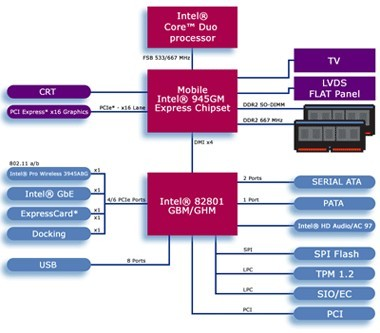 Intel® Core™ Duo processor
FSB 533/667 MHz
Mobile Intel® 945GM Express Chipset
CRT
PCI Express* x16 Graphics
PCIe* - x16 Lane
TV
LVDS FLAT Panel
DDR2 SO-DIMM
DDR2 667 MHz
DMI x4
802.11 a/b
Intel® Pro Wireless 3945ABG
x1
Intel® GbE
x1
ExpressCard*
x1
Docking
x1
4/6 PCIe Ports
USB
8 Ports
Intel® 82801 GBM/GHM
2 Ports
SERIAL ATA
1 Port
PATA
Intel® HD Audio/AC 97
SPI
SPI Flash
LPC
TPM 1.2
LPC
SIO/EC
PCI
PCI